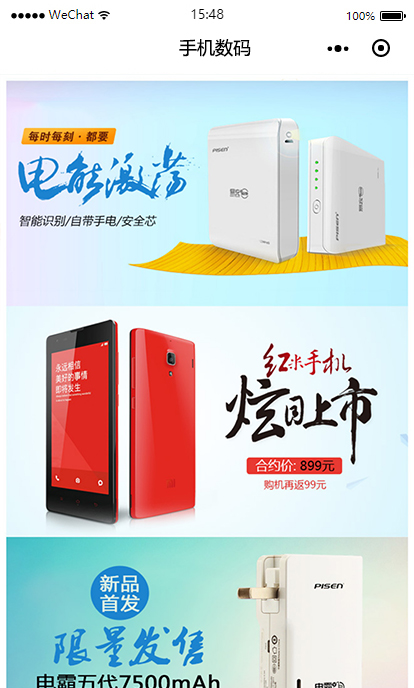 WeChat
15:48
100%
手机数码
每时每刻·都要
电能激荡
智能识别/自带手电/安全芯
PISEN
PISEN
永远相信
美好的事情
即将发生
红米手机
炫目上市
合约价: 899元
购机再返99元
新品
首发
限量发售
电霸五代7500mAh
PISEN